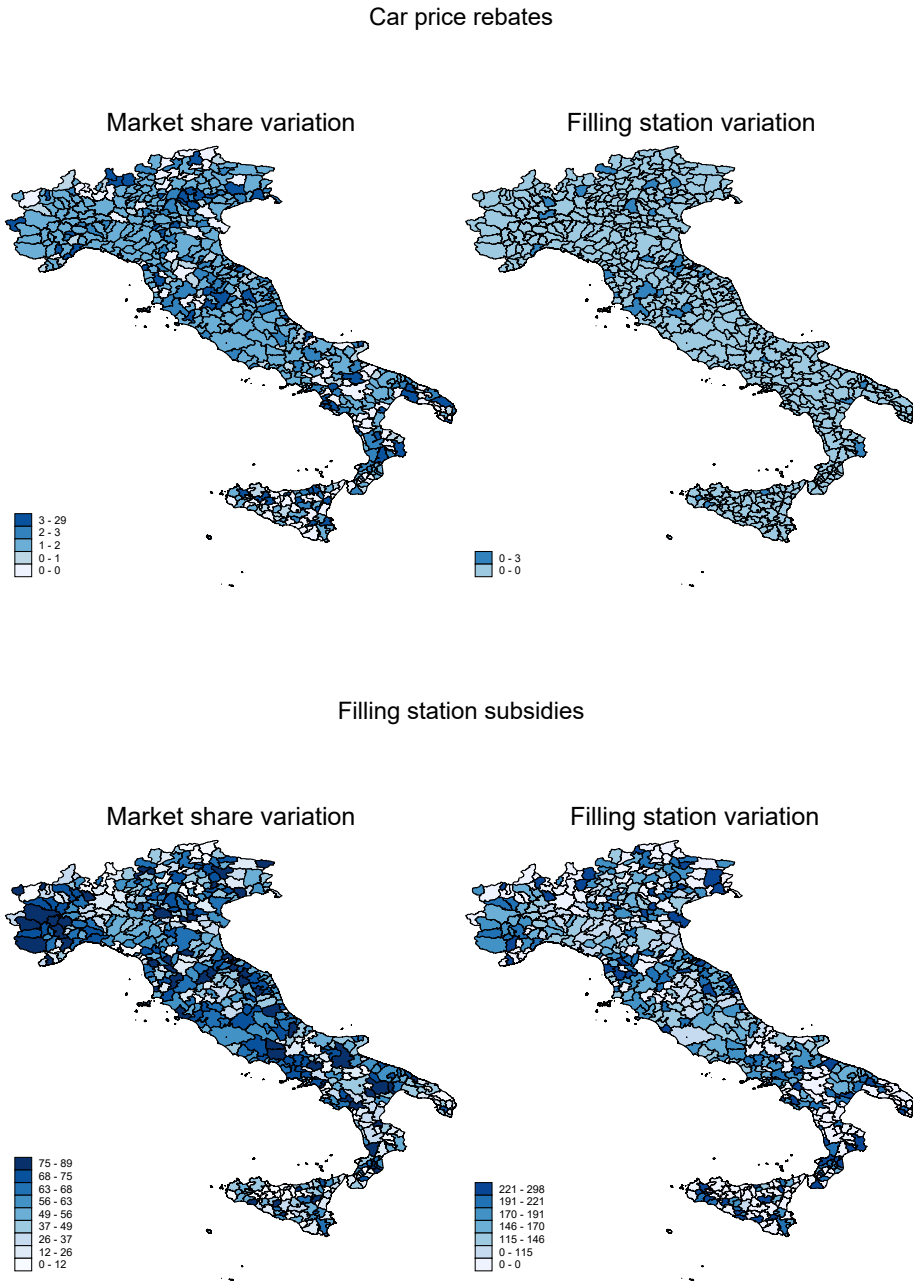 Car price rebates
Market share variation
Filling station variation
3 - 29
2 - 3
1 - 2
0 - 1
0 - 0
0 - 3
0 - 0
Filling station subsidies
Market share variation
Filling station variation
75 - 89
68 - 75
63 - 68
56 - 63
49 - 56
37 - 49
26 - 37
12 - 26
0 - 12
221 - 298
191 - 221
170 - 191
146 - 170
115 - 146
0 - 115
0 - 0